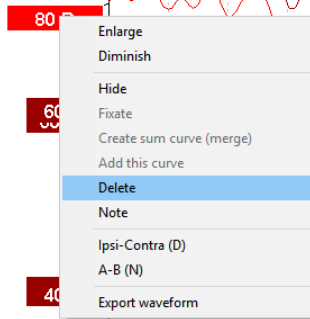 80
Enlarge
Diminish
Hide
60
Fixate
Create sum curve (merge)
Add this curve
Delete
Note
Ipsi-Contra (D)
A-B (N)
40
Export waveform